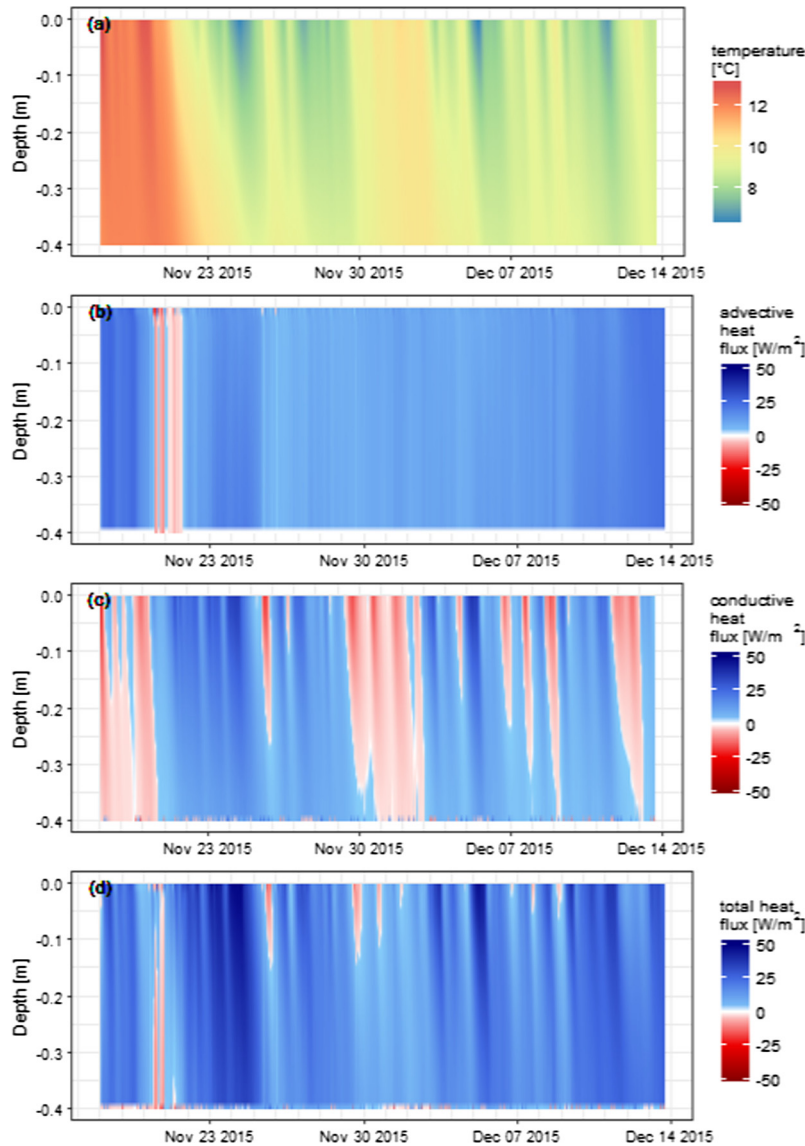 (a)
0.0
-0.1
-0.2
-0.3
-0.4
Depth [m]
Nov 23 2015
Nov 30 2015
Dec 07 2015
Dec 14 2015
temperature
[°C]
12
10
8
(b)
0.0
-0.1
-0.2
-0.3
-0.4
Depth [m]
Nov 23 2015
Nov 30 2015
Dec 07 2015
Dec 14 2015
advective
heat
flux [W/m²]
50
25
0
-25
-50
(c)
0.0
-0.1
-0.2
-0.3
-0.4
Depth [m]
Nov 23 2015
Nov 30 2015
Dec 07 2015
Dec 14 2015
conductive
heat
flux [W/m ²]
50
25
0
-25
-50
(d)
0.0
-0.1
-0.2
-0.3
-0.4
Depth [m]
Nov 23 2015
Nov 30 2015
Dec 07 2015
Dec 14 2015
total heat
flux [W/m²]
50
25
0
-25
-50